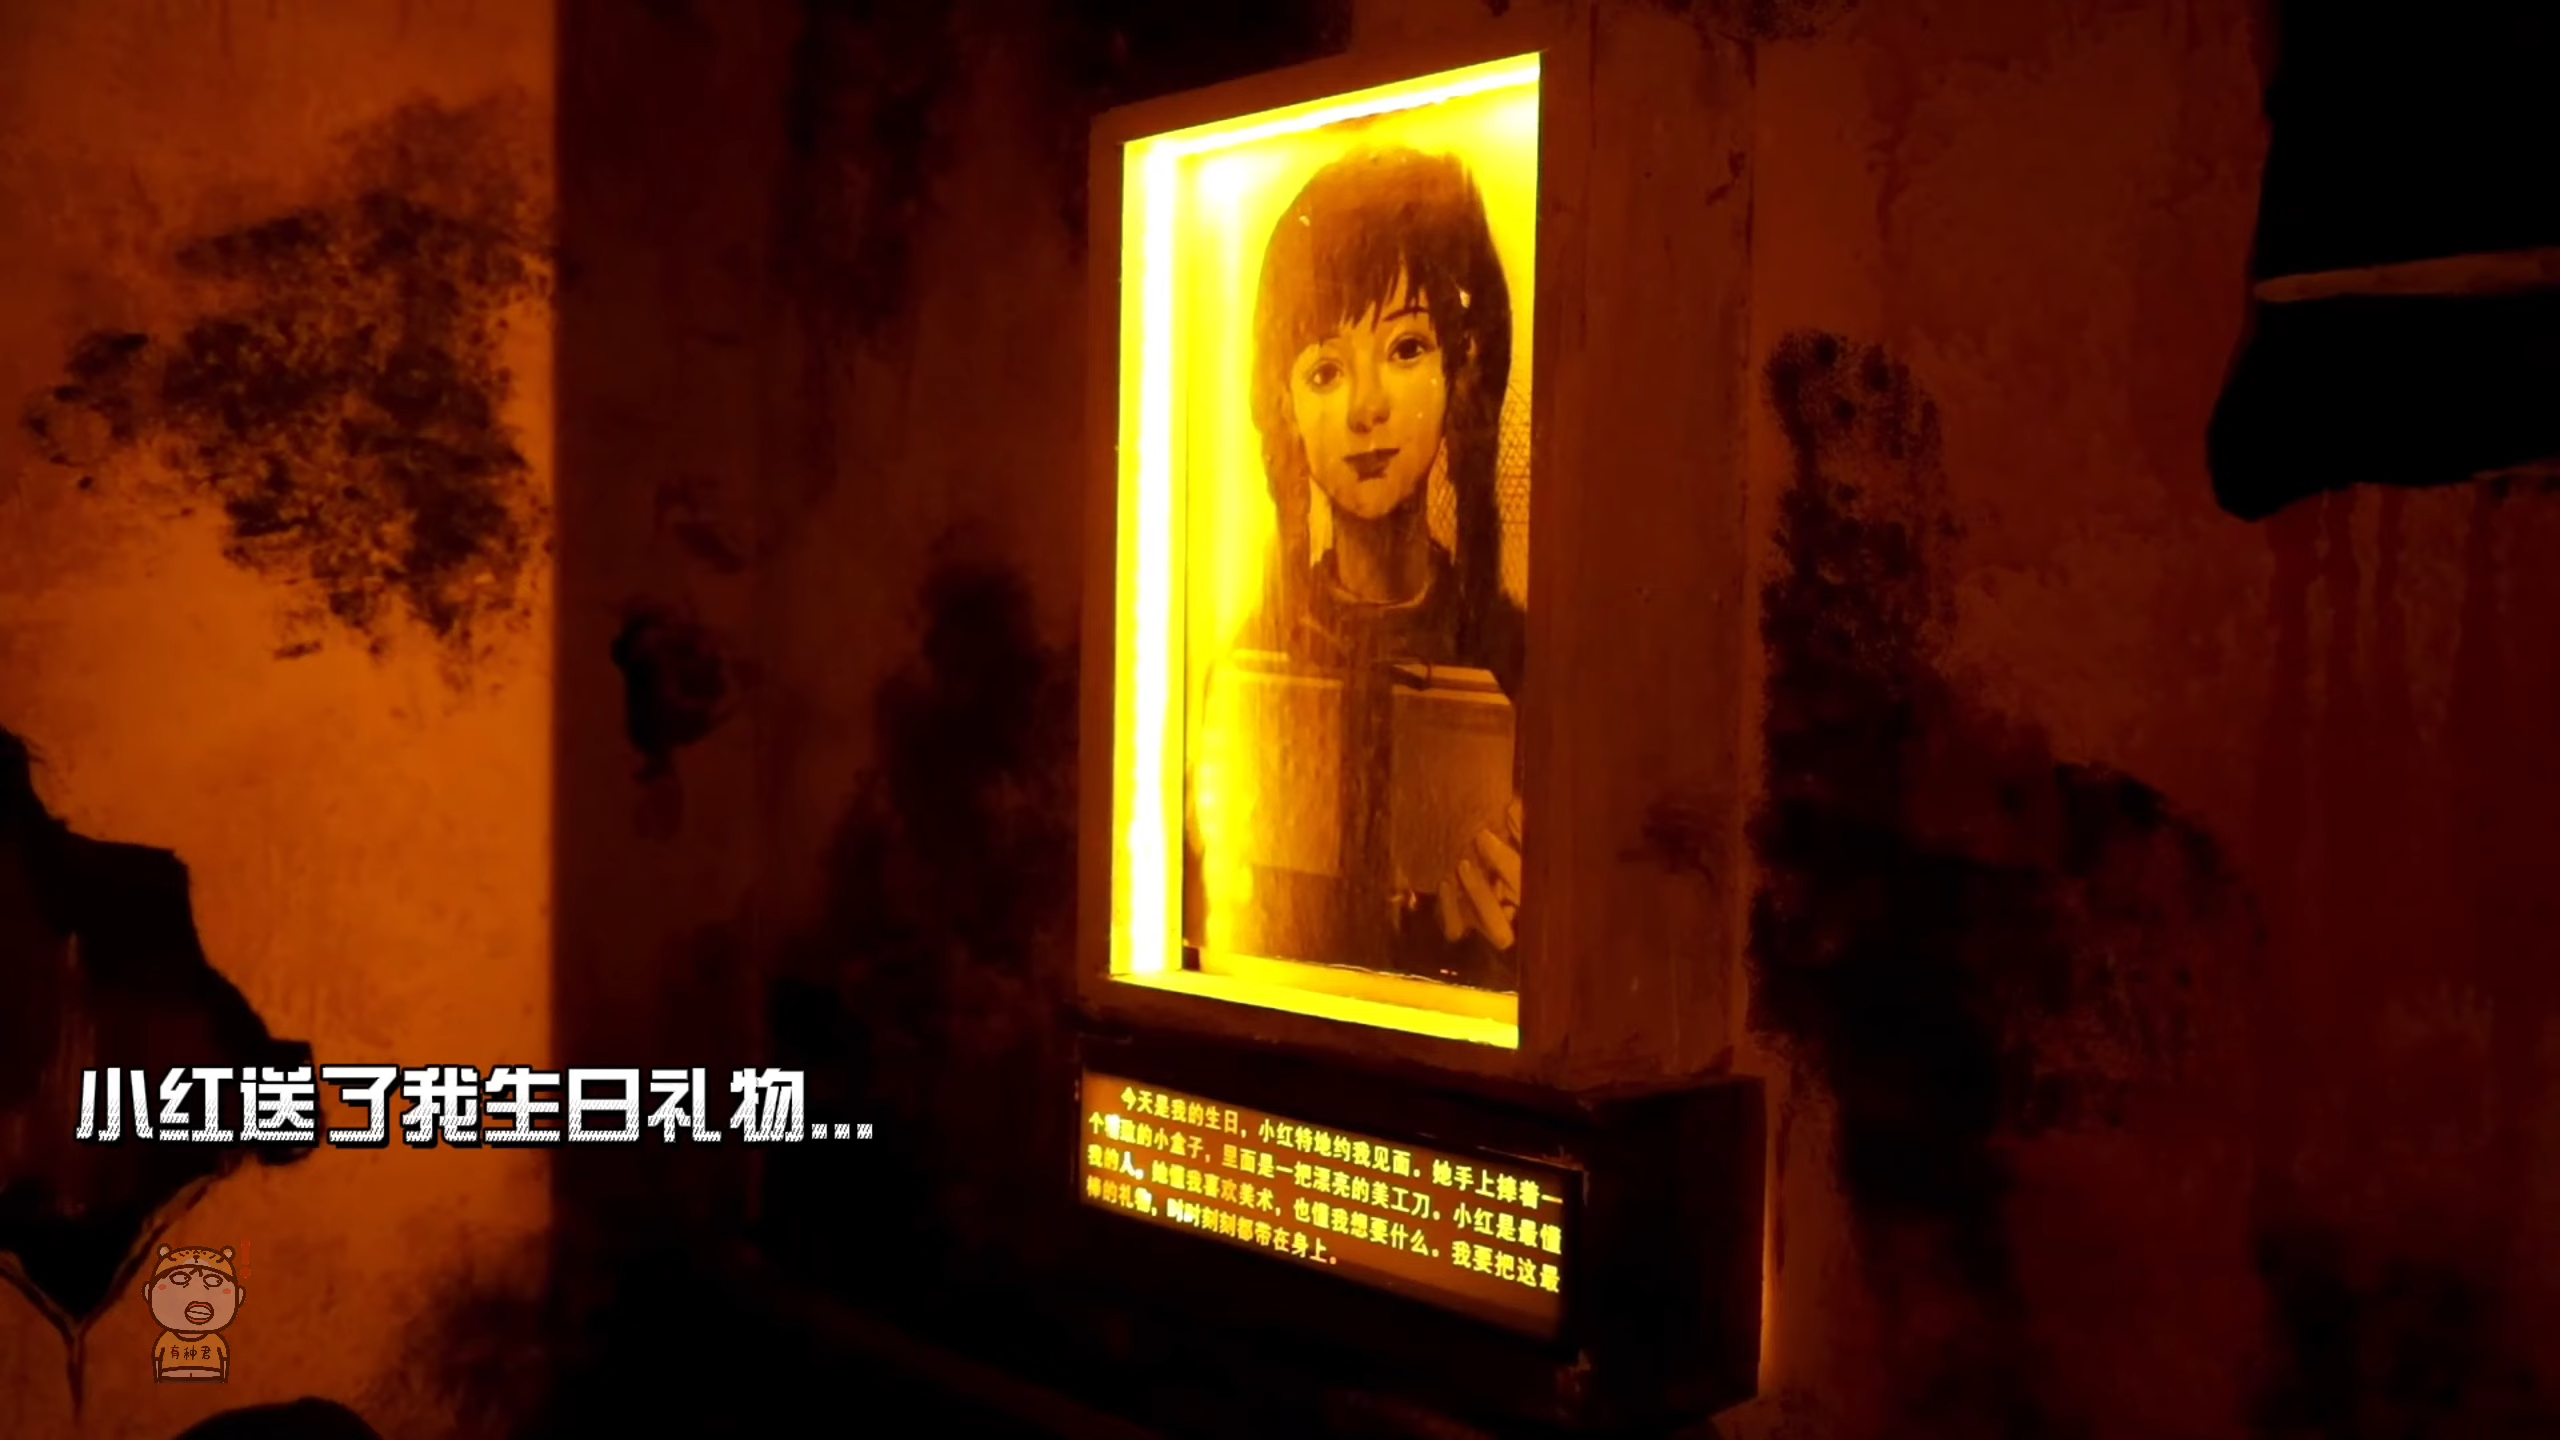 小红送了我生日礼物...
今天是我的生日，小红特地约我见面。她手上捧着一
个精致的小盒子，里面是一把漂亮的美工刀。小红是最懂
我的人。她懂我喜欢美术，也懂我想要什么。我要把这最
棒的礼物，时时刻刻都带在身上。
有种君